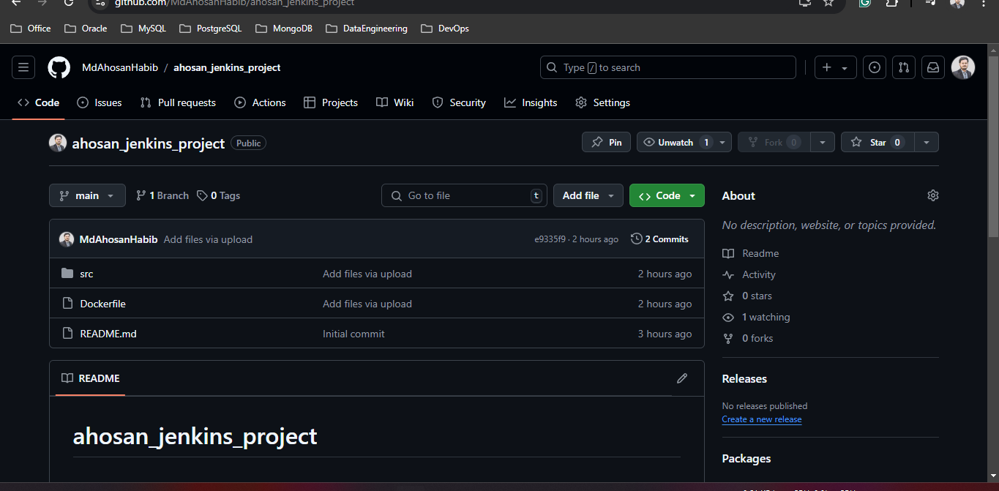 github.com/MdAhosanHabib/ahosan_jenkins_project
Office Oracle MySQL PostgreSQL MongoDB DataEngineering DevOps
MdAhosanHabib / ahosan_jenkins_project
Type / to search
Code Issues Pull requests Actions Projects Wiki Security Insights Settings
ahosan_jenkins_project Public
Pin Unwatch 1 Fork 0 Star 0
main 1 Branch 0 Tags
Go to file t Add file Code
MdAhosanHabib Add files via upload e9335f9 · 2 hours ago 2 Commits
src Add files via upload 2 hours ago
Dockerfile Add files via upload 2 hours ago
README.md Initial commit 3 hours ago
README
ahosan_jenkins_project
About
No description, website, or topics provided.
Readme
Activity
0 stars
1 watching
0 forks
Releases
No releases published
Create a new release
Packages